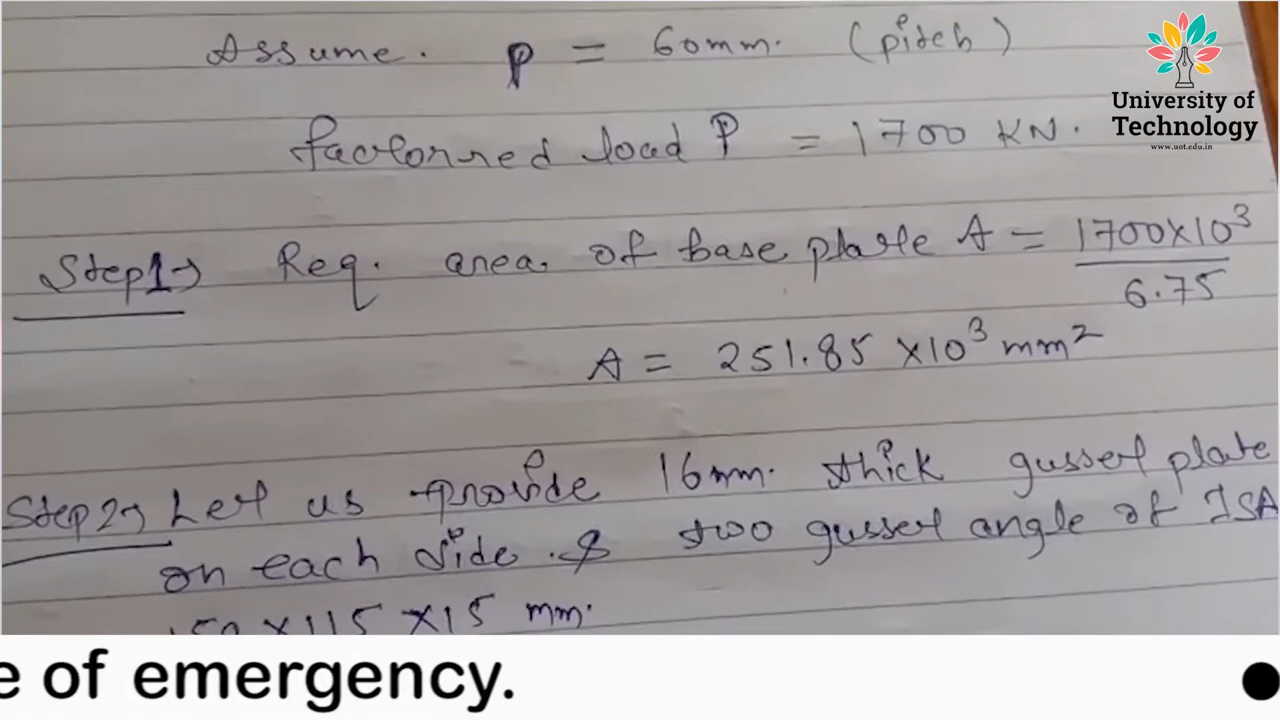 Assume. p = 60mm. (pitch)
factorred load P = 1700 KN.
Step1→ Req. area. of base plate A = 1700×10³ / 6.75
A = 251.85 ×10³ mm²
Step2→ Let us provide 16mm. thick gusset plate
on each side. & two gusset angle of ISA
150×115×15 mm.
University of
Technology
www.uot.edu.in
e of emergency.